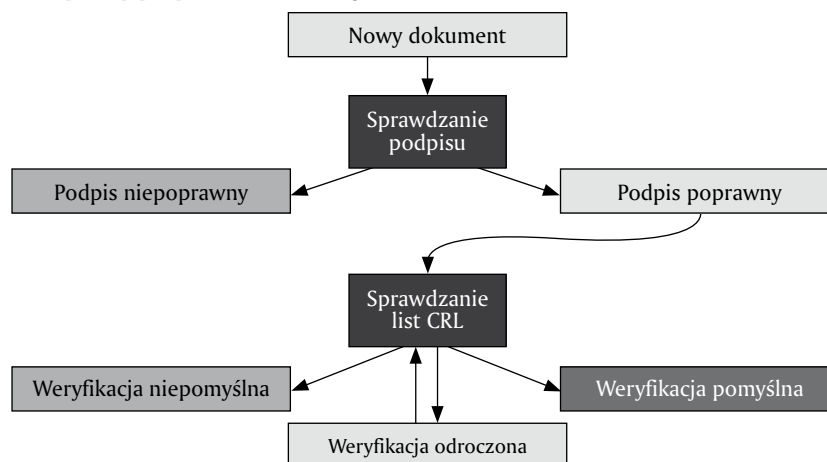 Nowy dokument
Sprawdzanie
podpisu
Podpis niepoprawny
Podpis poprawny
Sprawdzanie
list CRL
Weryfikacja niepomyślna
Weryfikacja pomyślna
Weryfikacja odroczona